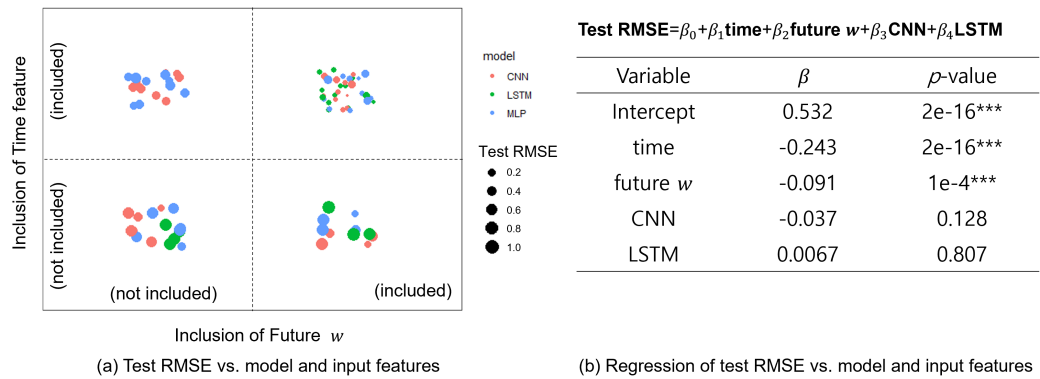 Inclusion of Time feature
(included)
(not included)
(not included)
(included)
Inclusion of Future w
model
CNN
LSTM
MLP
Test RMSE
0.2
0.4
0.6
0.8
1.0
(a) Test RMSE vs. model and input features
Test RMSE=β0+β1time+β2future w+β3CNN+β4LSTM
Variable β p-value
Intercept 0.532 2e-16***
time -0.243 2e-16***
future w -0.091 1e-4***
CNN -0.037 0.128
LSTM 0.0067 0.807
(b) Regression of test RMSE vs. model and input features